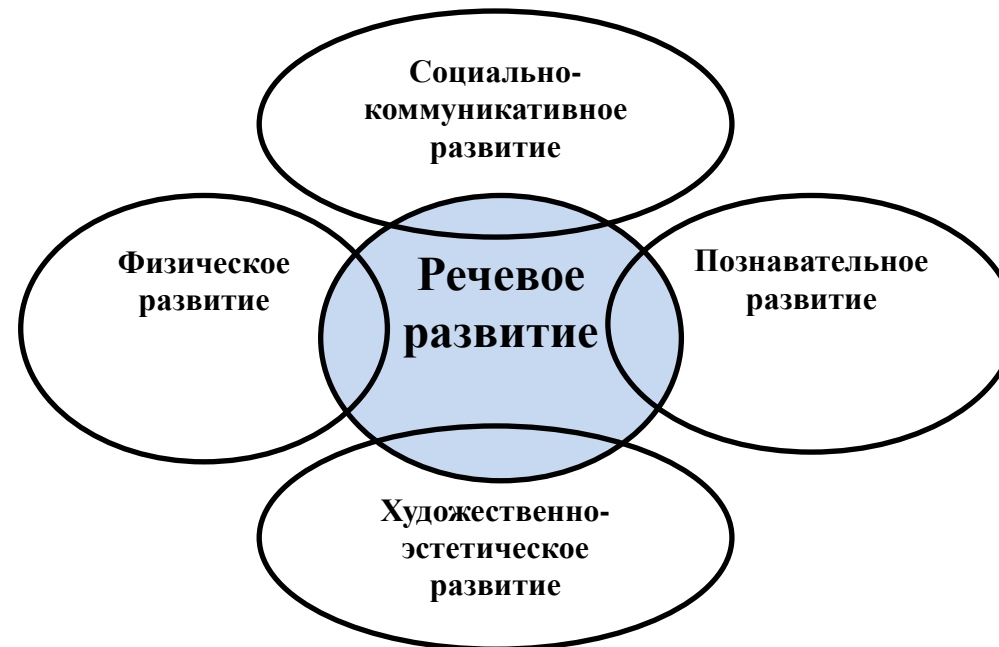 Социально-
коммуникативное
развитие
Физическое
развитие
Речевое
развитие
Познавательное
развитие
Художественно-
эстетическое
развитие